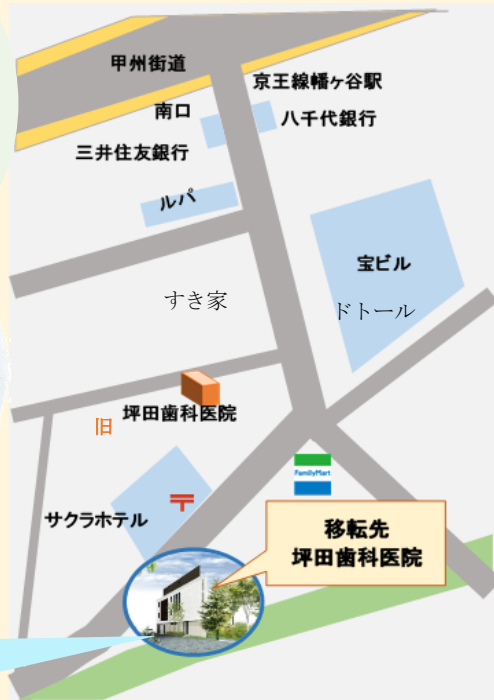 甲州街道
京王線幡ヶ谷駅
南口
八千代銀行
三井住友銀行
ルパ
宝ビル
すき家
ドトール
坪田歯科医院
旧
FamilyMart
サクラホテル
〒
移転先
坪田歯科医院